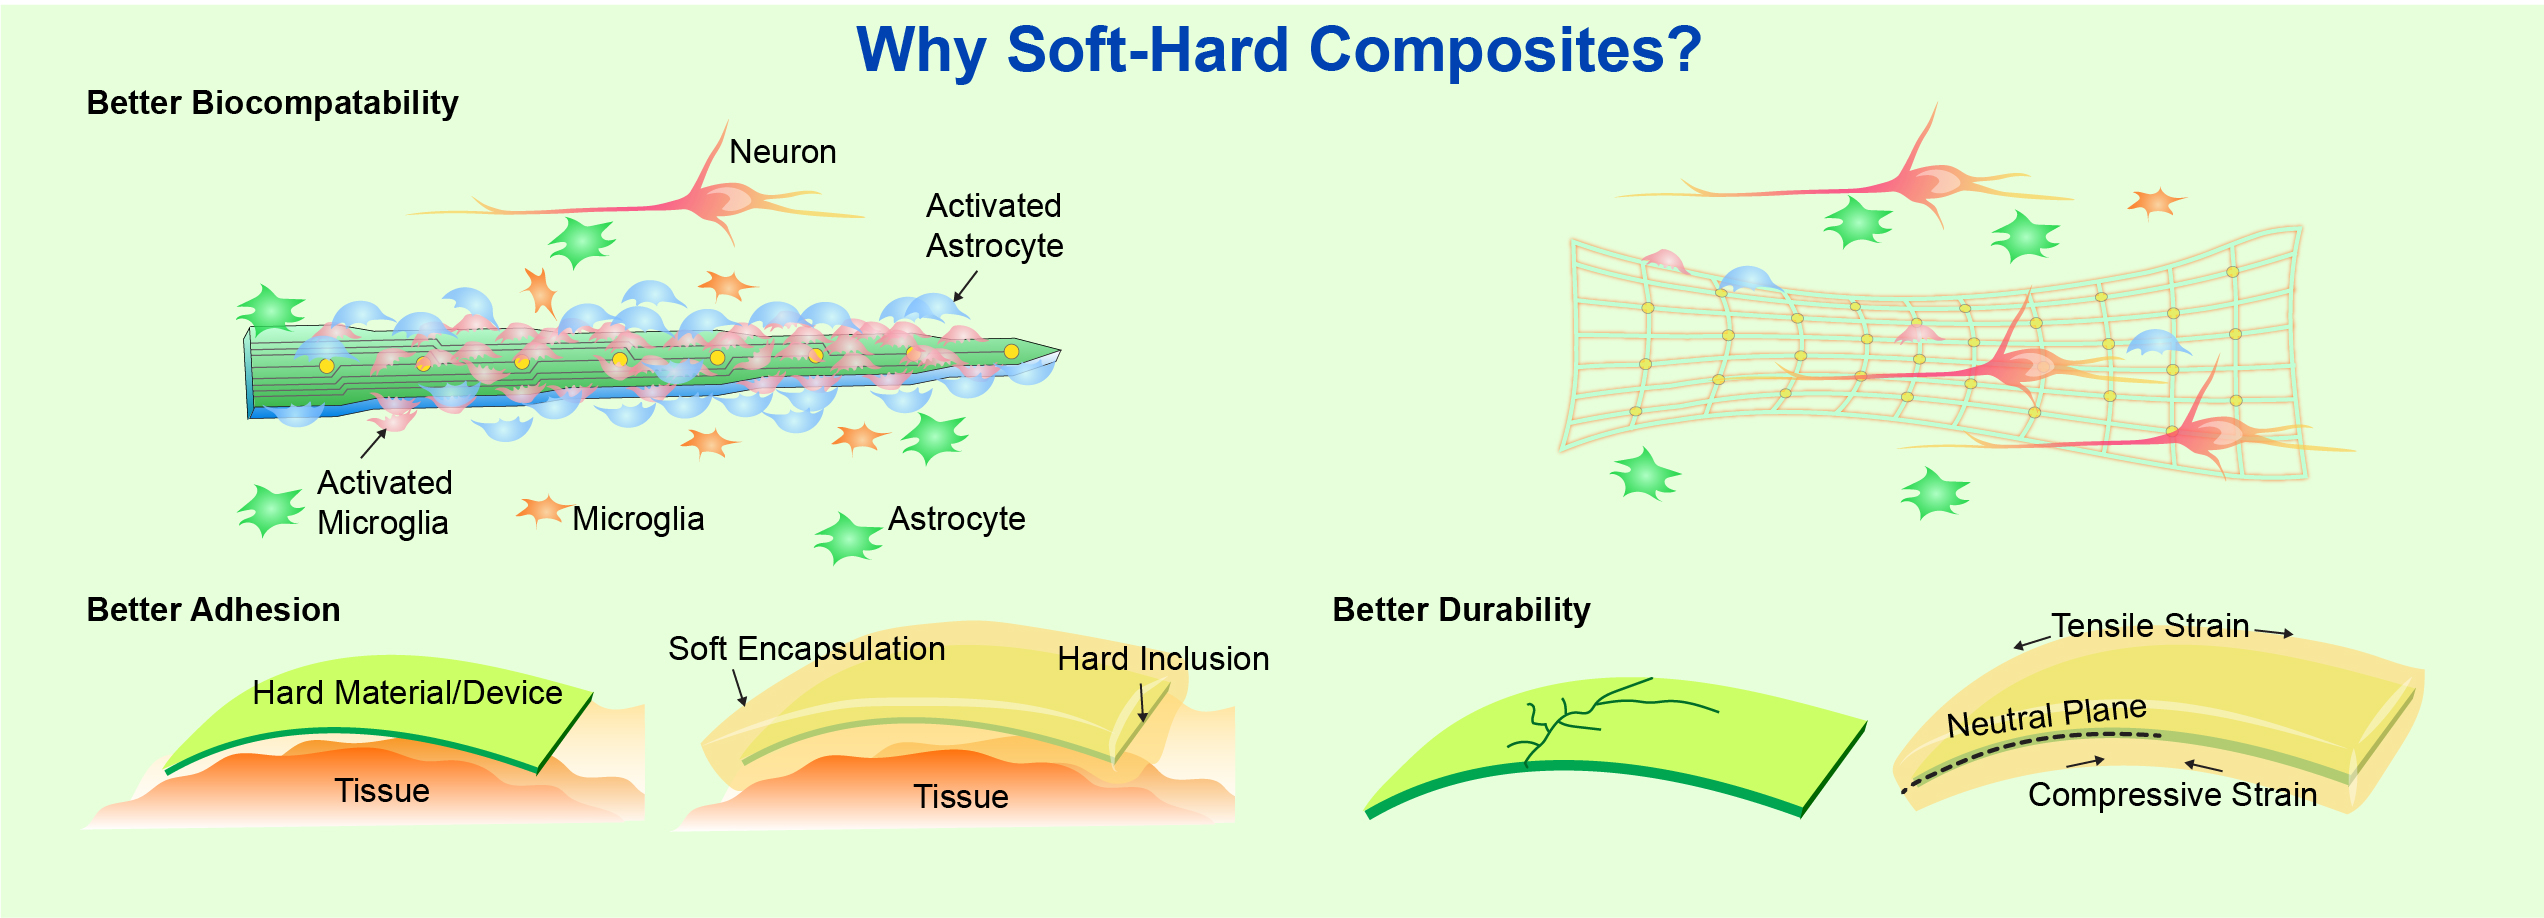 Why Soft-Hard Composites?
Better Biocompatability
Neuron
Activated
Astrocyte
Activated
Microglia
Microglia
Astrocyte
Better Adhesion
Hard Material/Device
Tissue
Soft Encapsulation
Hard Inclusion
Tissue
Better Durability
Tensile Strain
Neutral Plane
Compressive Strain